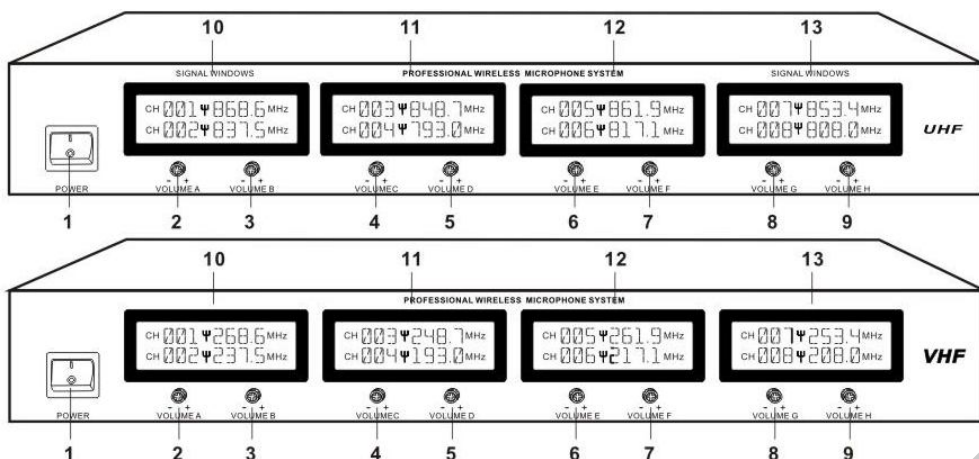 10 11 12 13
SIGNAL WINDOWS PROFESSIONAL WIRELESS MICROPHONE SYSTEM SIGNAL WINDOWS
CH 001 868.6 MHz CH 003 848.7 MHz CH 005 861.9 MHz CH 007 853.4 MHz
CH 002 837.5 MHz CH 004 793.0 MHz CH 006 817.1 MHz CH 008 808.0 MHz
UHF
- + - + - + - + - + - + - + - +
POWER VOLUME A VOLUME B VOLUMEC VOLUME D VOLUME E VOLUME F VOLUME G VOLUME H
1 2 3 4 5 6 7 8 9
10 11 12 13
PROFESSIONAL WIRELESS MICROPHONE SYSTEM
CH 001 268.6 MHz CH 003 248.7 MHz CH 005 261.9 MHz CH 007 253.4 MHz
CH 002 237.5 MHz CH 004 193.0 MHz CH 006 217.1 MHz CH 008 208.0 MHz
VHF
- + - + - + - + - + - + - + - +
POWER VOLUME A VOLUME B VOLUMEC VOLUME D VOLUME E VOLUME F VOLUME G VOLUME H
1 2 3 4 5 6 7 8 9